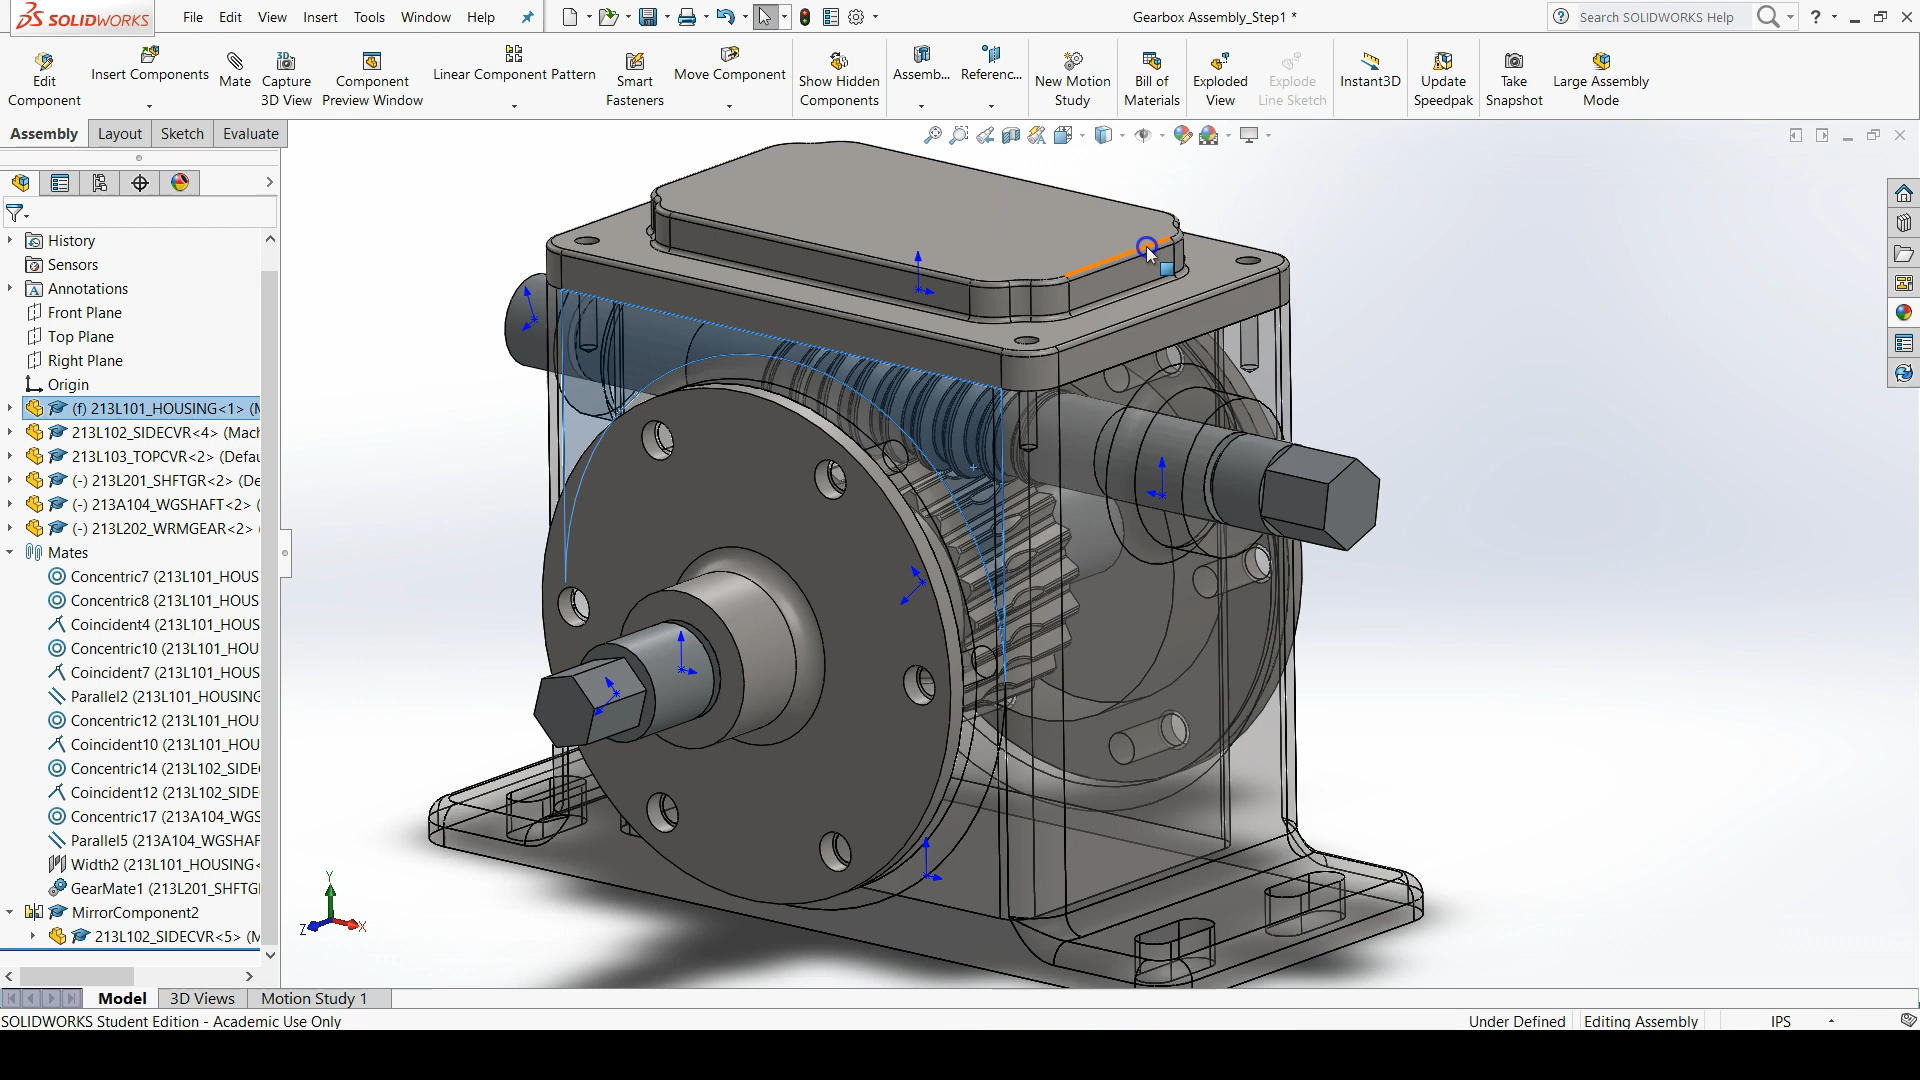 SOLIDWORKS
File Edit View Insert Tools Window Help
Gearbox Assembly_Step1 *
Search SOLIDWORKS Help
Edit Component
Insert Components
Mate
Capture 3D View
Component Preview Window
Linear Component Pattern
Smart Fasteners
Move Component
Show Hidden Components
Assemb...
Referenc...
New Motion Study
Bill of Materials
Exploded View
Explode Line Sketch
Instant3D
Update Speedpak
Take Snapshot
Large Assembly Mode
Assembly Layout Sketch Evaluate
History
Sensors
Annotations
Front Plane
Top Plane
Right Plane
Origin
(f) 213L101_HOUSING<1> (M
213L102_SIDECVR<4> (Mach
213L103_TOPCVR<2> (Defau
(-) 213L201_SHFTGR<2> (De
(-) 213A104_WGSHAFT<2> (
(-) 213L202_WRMGEAR<2>
Mates
Concentric7 (213L101_HOUS
Concentric8 (213L101_HOUS
Coincident4 (213L101_HOUS
Concentric10 (213L101_HOU
Coincident7 (213L101_HOUS
Parallel2 (213L101_HOUSING
Concentric12 (213L101_HOU
Coincident10 (213L101_HOU
Concentric14 (213L102_SIDE
Coincident12 (213L102_SIDE
Concentric17 (213A104_WGS
Parallel5 (213A104_WGSHAF
Width2 (213L101_HOUSING<
GearMate1 (213L201_SHFTG
MirrorComponent2
213L102_SIDECVR<5> (M
Y
Z X
Model 3D Views Motion Study 1
SOLIDWORKS Student Edition - Academic Use Only
Under Defined Editing Assembly IPS